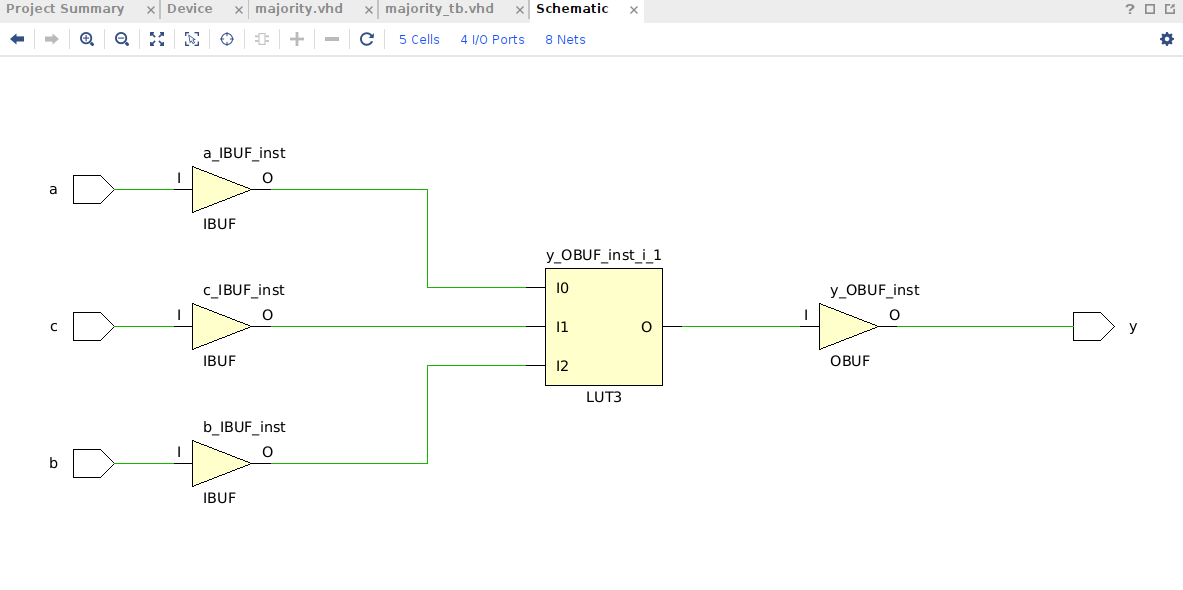 Project Summary × Device × majority.vhd × majority_tb.vhd × Schematic × ?
5 Cells 4 I/O Ports 8 Nets
a_IBUF_inst
a I O
IBUF
y_OBUF_inst_i_1
I0
c_IBUF_inst y_OBUF_inst
c I O I1 O I O y
IBUF OBUF
I2
LUT3
b_IBUF_inst
b I O
IBUF